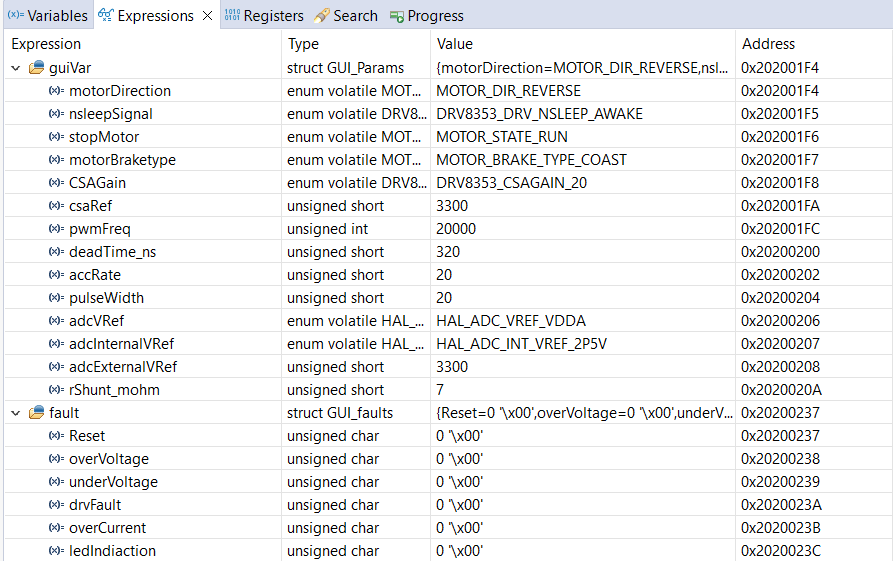 (x)= Variables Expressions Registers Search Progress
Expression Type Value Address
guiVar struct GUI_Params {motorDirection=MOTOR_DIR_REVERSE,nsl... 0x202001F4
(x)= motorDirection enum volatile MOT... MOTOR_DIR_REVERSE 0x202001F4
(x)= nsleepSignal enum volatile DRV8... DRV8353_DRV_NSLEEP_AWAKE 0x202001F5
(x)= stopMotor enum volatile MOT... MOTOR_STATE_RUN 0x202001F6
(x)= motorBraketype enum volatile MOT... MOTOR_BRAKE_TYPE_COAST 0x202001F7
(x)= CSAGain enum volatile DRV8... DRV8353_CSAGAIN_20 0x202001F8
(x)= csaRef unsigned short 3300 0x202001FA
(x)= pwmFreq unsigned int 20000 0x202001FC
(x)= deadTime_ns unsigned short 320 0x20200200
(x)= accRate unsigned short 20 0x20200202
(x)= pulseWidth unsigned short 20 0x20200204
(x)= adcVRef enum volatile HAL_... HAL_ADC_VREF_VDDA 0x20200206
(x)= adcInternalVRef enum volatile HAL_... HAL_ADC_INT_VREF_2P5V 0x20200207
(x)= adcExternalVRef unsigned short 3300 0x20200208
(x)= rShunt_mohm unsigned short 7 0x2020020A
fault struct GUI_faults {Reset=0 '\x00',overVoltage=0 '\x00',underV... 0x20200237
(x)= Reset unsigned char 0 '\x00' 0x20200237
(x)= overVoltage unsigned char 0 '\x00' 0x20200238
(x)= underVoltage unsigned char 0 '\x00' 0x20200239
(x)= drvFault unsigned char 0 '\x00' 0x2020023A
(x)= overCurrent unsigned char 0 '\x00' 0x2020023B
(x)= ledIndiaction unsigned char 0 '\x00' 0x2020023C